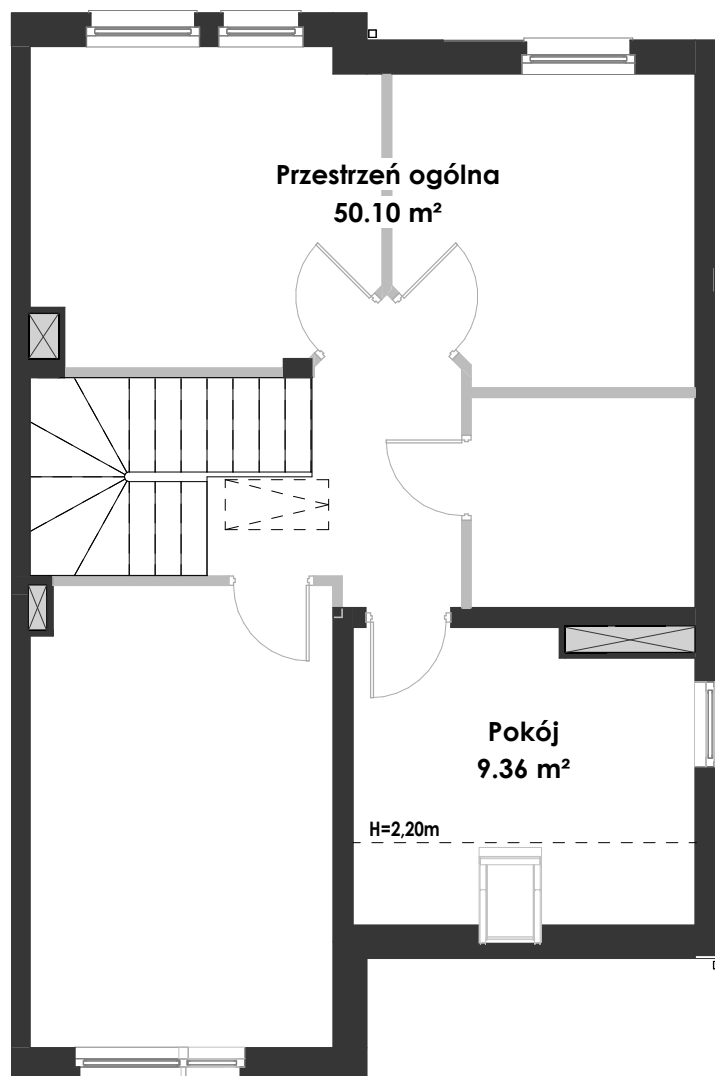 Przestrzeń ogólna
50.10 m²
Pokój
9.36 m²
H=2,20m